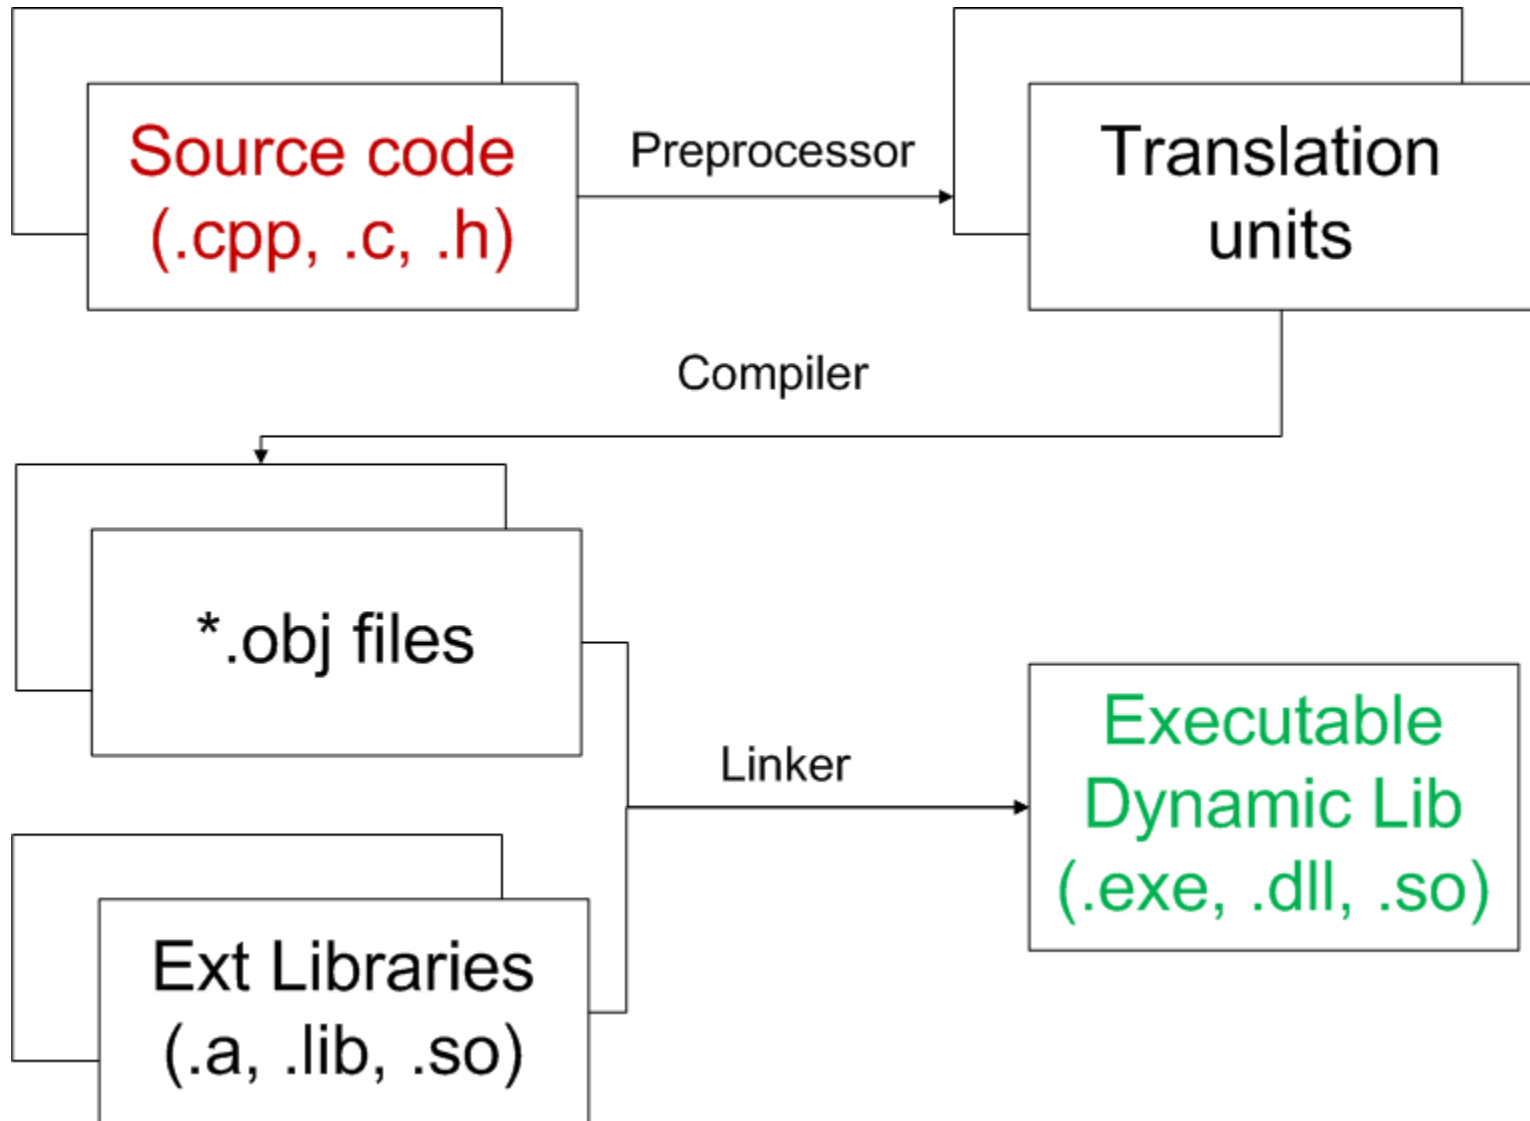 Source code
(.cpp, .c, .h)
Preprocessor
Translation
units
Compiler
*.obj files
Linker
Executable
Dynamic Lib
(.exe, .dll, .so)
Ext Libraries
(.a, .lib, .so)